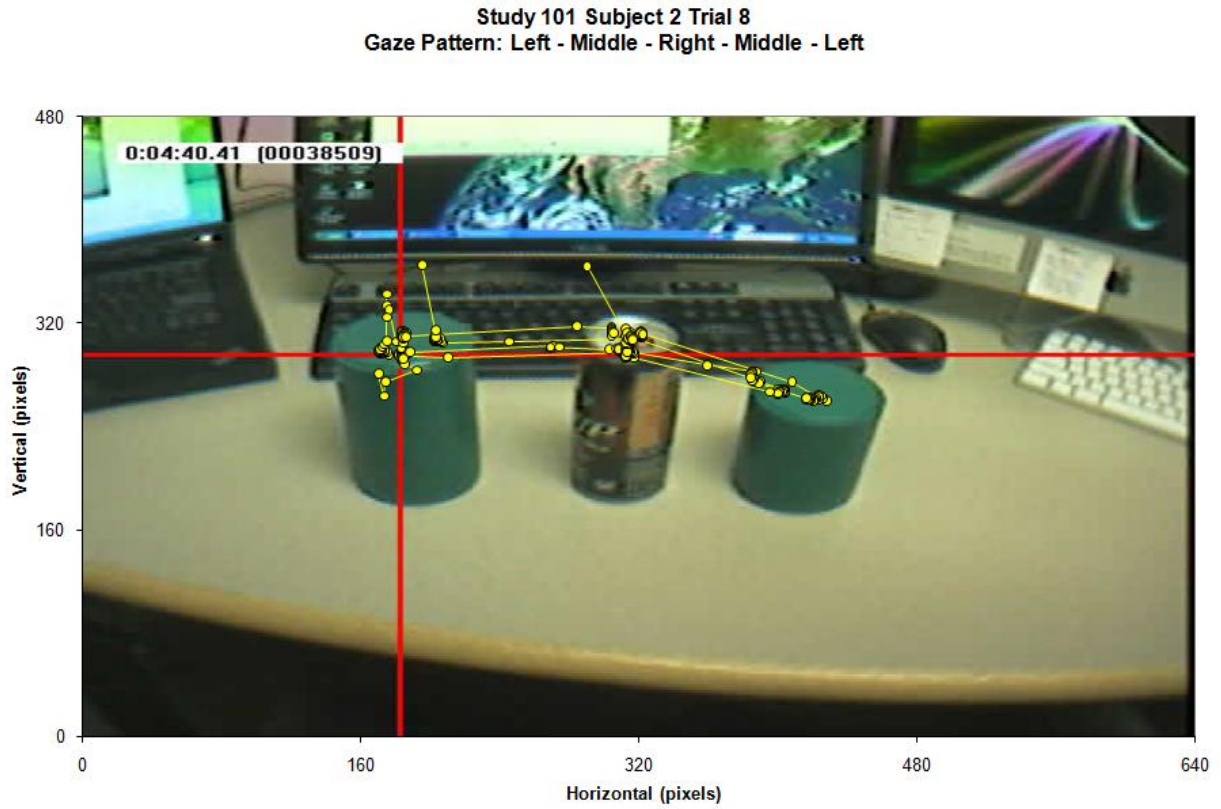 Study 101 Subject 2 Trial 8
Gaze Pattern: Left - Middle - Right - Middle - Left
480
0:04:40.41 (00038509)
320
Vertical (pixels)
160
0
0
160
320
480
640
Horizontal (pixels)